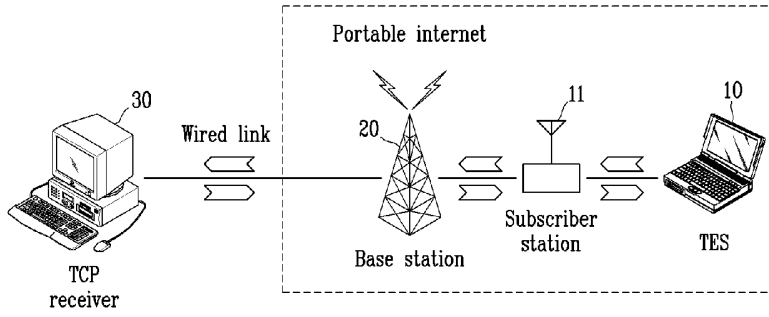 Portable internet
30
Wired link
20
11
10
TCP
receiver
Base station
Subscriber
station
TES